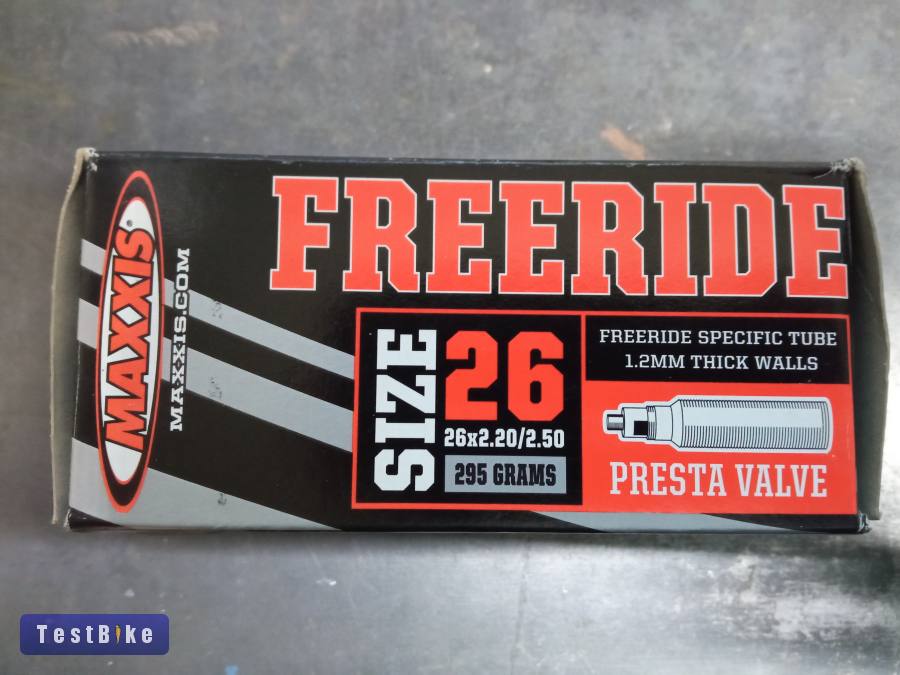 FREERIDE
MAXXIS
MAXXIS.COM
SIZE
26
26x2.20/2.50
295 GRAMS
FREERIDE SPECIFIC TUBE
1.2MM THICK WALLS
PRESTA VALVE
TestBike